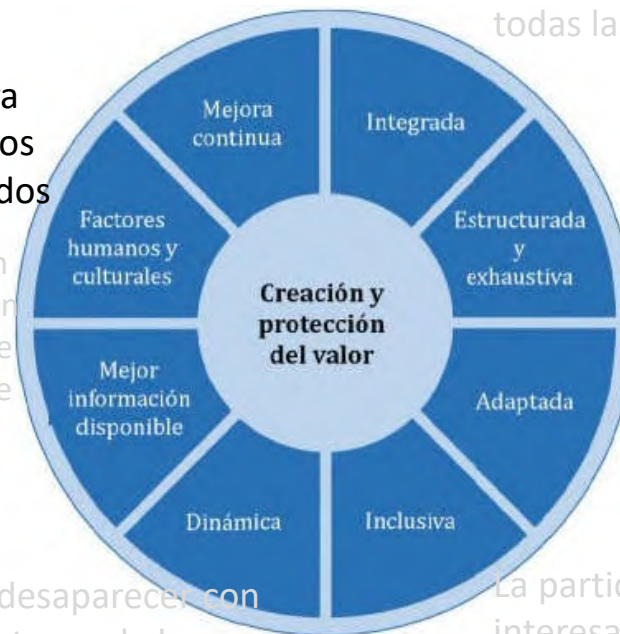 todas la
a
os
dos
n
n
e
e
Mejora
continua
Integrada
Estructurada
y
exhaustiva
Adaptada
Inclusiva
Dinámica
Mejor
información
disponible
Factores
humanos y
culturales
Creación y
protección
del valor
desaparecer con
La partic
interesa